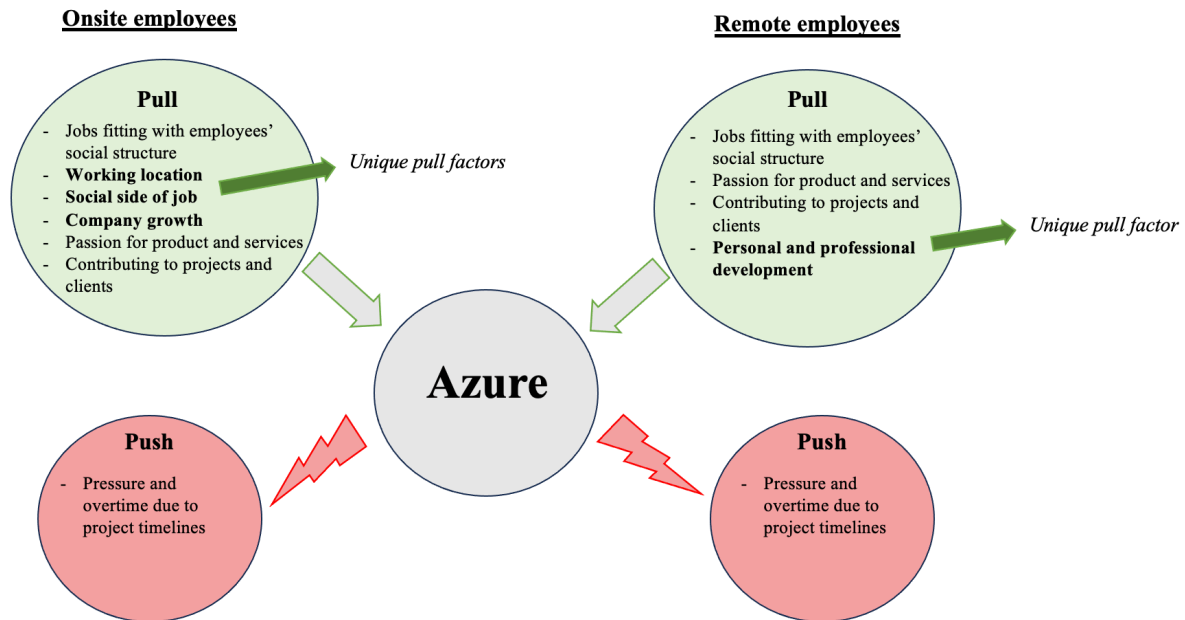 Onsite employees
Pull
- Jobs fitting with employees’
social structure
- Working location
- Social side of job
- Company growth
- Passion for product and services
- Contributing to projects and
clients
Unique pull factors
Remote employees
Pull
- Jobs fitting with employees’
social structure
- Passion for product and services
- Contributing to projects and
clients
- Personal and professional
development
Unique pull factor
Azure
Push
- Pressure and
overtime due to
project timelines
Push
- Pressure and
overtime due to
project timelines